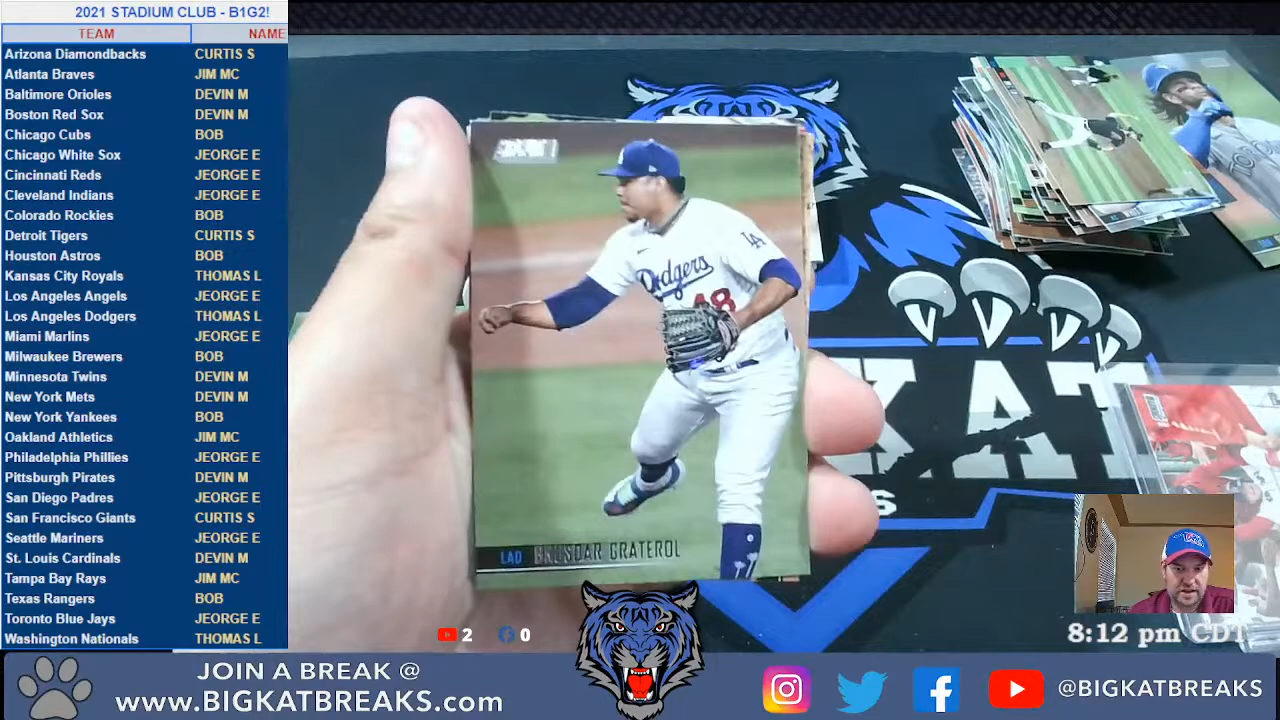 2021 STADIUM CLUB - B1G2!
TEAM NAME
Arizona Diamondbacks CURTIS S
Atlanta Braves JIM MC
Baltimore Orioles DEVIN M
Boston Red Sox DEVIN M
Chicago Cubs BOB
Chicago White Sox JEORGE E
Cincinnati Reds JEORGE E
Cleveland Indians JEORGE E
Colorado Rockies BOB
Detroit Tigers CURTIS S
Houston Astros BOB
Kansas City Royals THOMAS L
Los Angeles Angels JEORGE E
Los Angeles Dodgers THOMAS L
Miami Marlins JEORGE E
Milwaukee Brewers BOB
Minnesota Twins DEVIN M
New York Mets DEVIN M
New York Yankees BOB
Oakland Athletics JIM MC
Philadelphia Phillies JEORGE E
Pittsburgh Pirates DEVIN M
San Diego Padres JEORGE E
San Francisco Giants CURTIS S
Seattle Mariners JEORGE E
St. Louis Cardinals DEVIN M
Tampa Bay Rays JIM MC
Texas Rangers BOB
Toronto Blue Jays JEORGE E
Washington Nationals THOMAS L
LA
Dodgers
48
LAD BRUSDAR GRATEROL
KAT
S
2 0
8:12 pm CDT
JOIN A BREAK @
www.BIGKATBREAKS.com
@BIGKATBREAKS